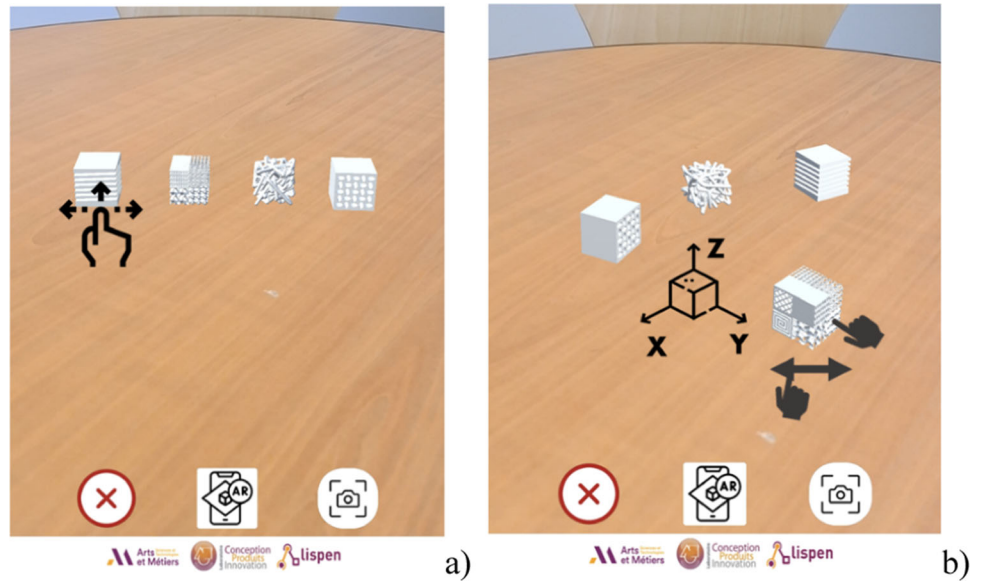 AR
Arts
et Métiers
Conception
Produits
Innovation
lispen
a)
Z
X
Y
AR
Arts
et Métiers
Conception
Produits
Innovation
lispen
b)